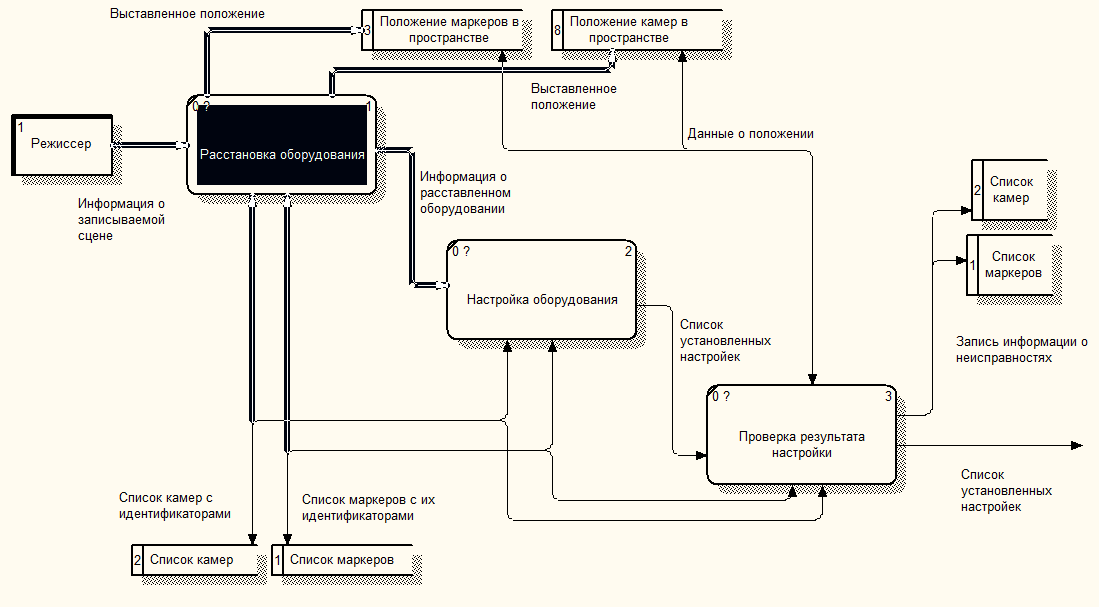 Выставленное положение
3
Положение маркеров в
пространстве
8
Положение камер в
пространстве
Выставленное
положение
1
Режиссер
0 ?
1
Расстановка оборудования
Данные о положении
Информация о
записываемой
сцене
Информация о
расставленном
оборудовании
2
Список
камер
1
Список
маркеров
0 ?
2
Настройка оборудования
Список
установленных
настройек
Запись информации о
неисправностях
0 ?
3
Проверка результата
настройки
Список
установленных
настройек
Список камер с
идентификаторами
Список маркеров с их
идентификаторами
2
Список камер
1
Список маркеров